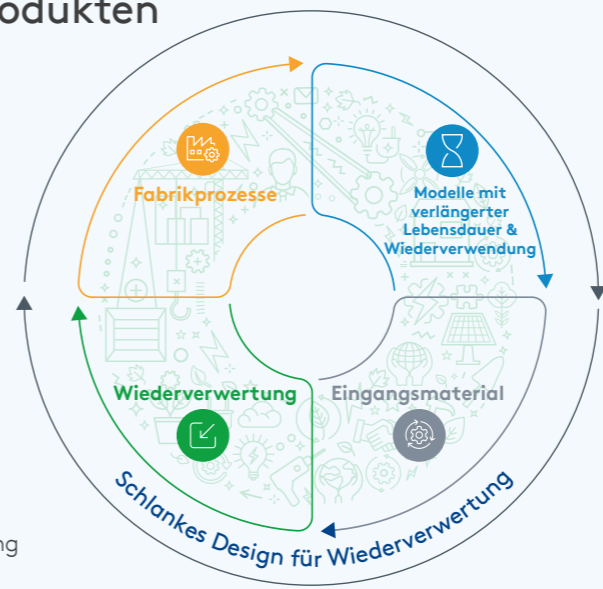 odukten
Fabrikprozesse
Modelle mit
verlängerter
Lebensdauer &
Wiederverwendung
Wiederverwertung
Eingangsmaterial
Schlankes Design für Wiederverwertung
ng